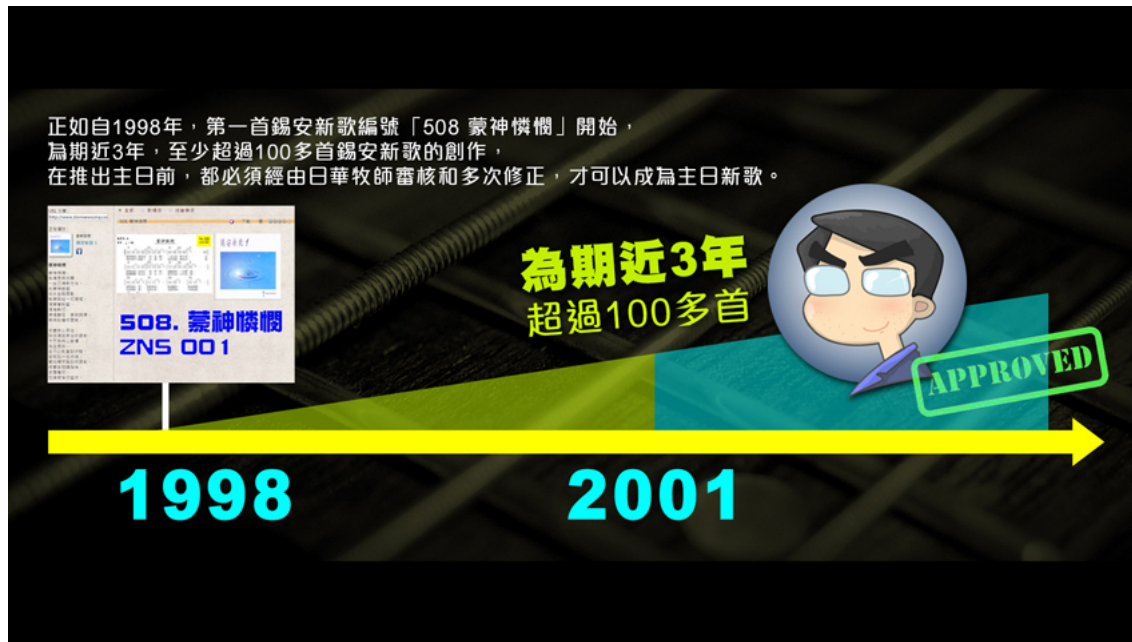 正如自1998年，第一首錫安新歌編號「508 蒙神憐憫」開始，
為期近3年，至少超過100多首錫安新歌的創作，
在推出主日前，都必須經由日華牧師審核和多次修正，才可以成為主日新歌。
508. 蒙神憐憫
ZNS 001
為期近3年
超過100多首
APPROVED
1998
2001